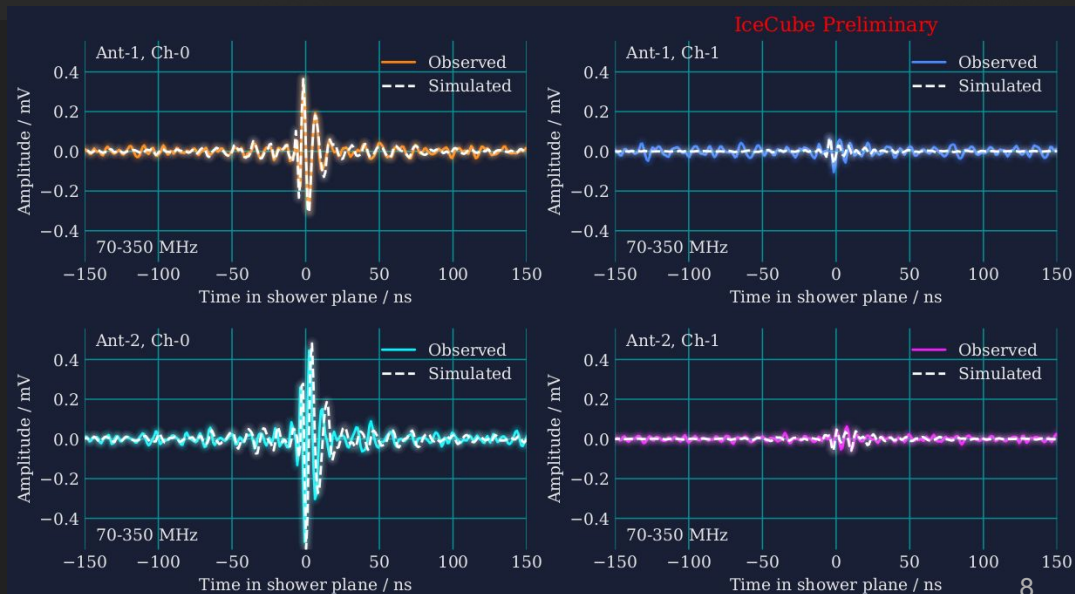 IceCube Preliminary
Ant-1, Ch-0
Observed
Simulated
0.4
0.2
0.0
−0.2
−0.4
Amplitude / mV
70-350 MHz
−150 −100 −50 0 50 100 150
Time in shower plane / ns
Ant-1, Ch-1
Observed
Simulated
0.4
0.2
0.0
−0.2
−0.4
Amplitude / mV
70-350 MHz
−150 −100 −50 0 50 100 150
Time in shower plane / ns
Ant-2, Ch-0
Observed
Simulated
0.4
0.2
0.0
−0.2
−0.4
Amplitude / mV
70-350 MHz
−150 −100 −50 0 50 100 150
Time in shower plane / ns
Ant-2, Ch-1
Observed
Simulated
0.4
0.2
0.0
−0.2
−0.4
Amplitude / mV
70-350 MHz
−150 −100 −50 0 50 100 150
Time in shower plane / ns
8